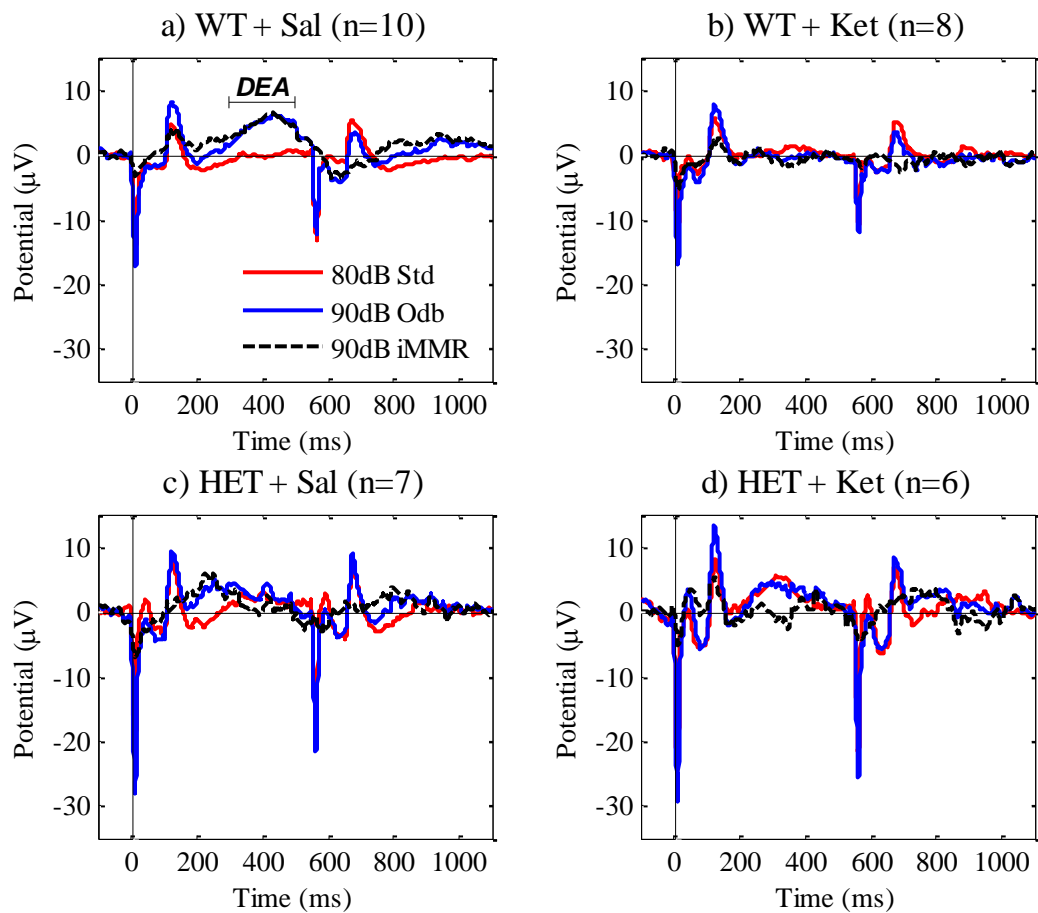 a) WT + Sal (n=10)
b) WT + Ket (n=8)
DEA
10
0
-10
-20
-30
Potential (µV)
80dB Std
90dB Odb
90dB iMMR
0 200 400 600 800 1000
Time (ms)
10
0
-10
-20
-30
Potential (µV)
0 200 400 600 800 1000
Time (ms)
c) HET + Sal (n=7)
d) HET + Ket (n=6)
10
0
-10
-20
-30
Potential (µV)
0 200 400 600 800 1000
Time (ms)
10
0
-10
-20
-30
Potential (µV)
0 200 400 600 800 1000
Time (ms)